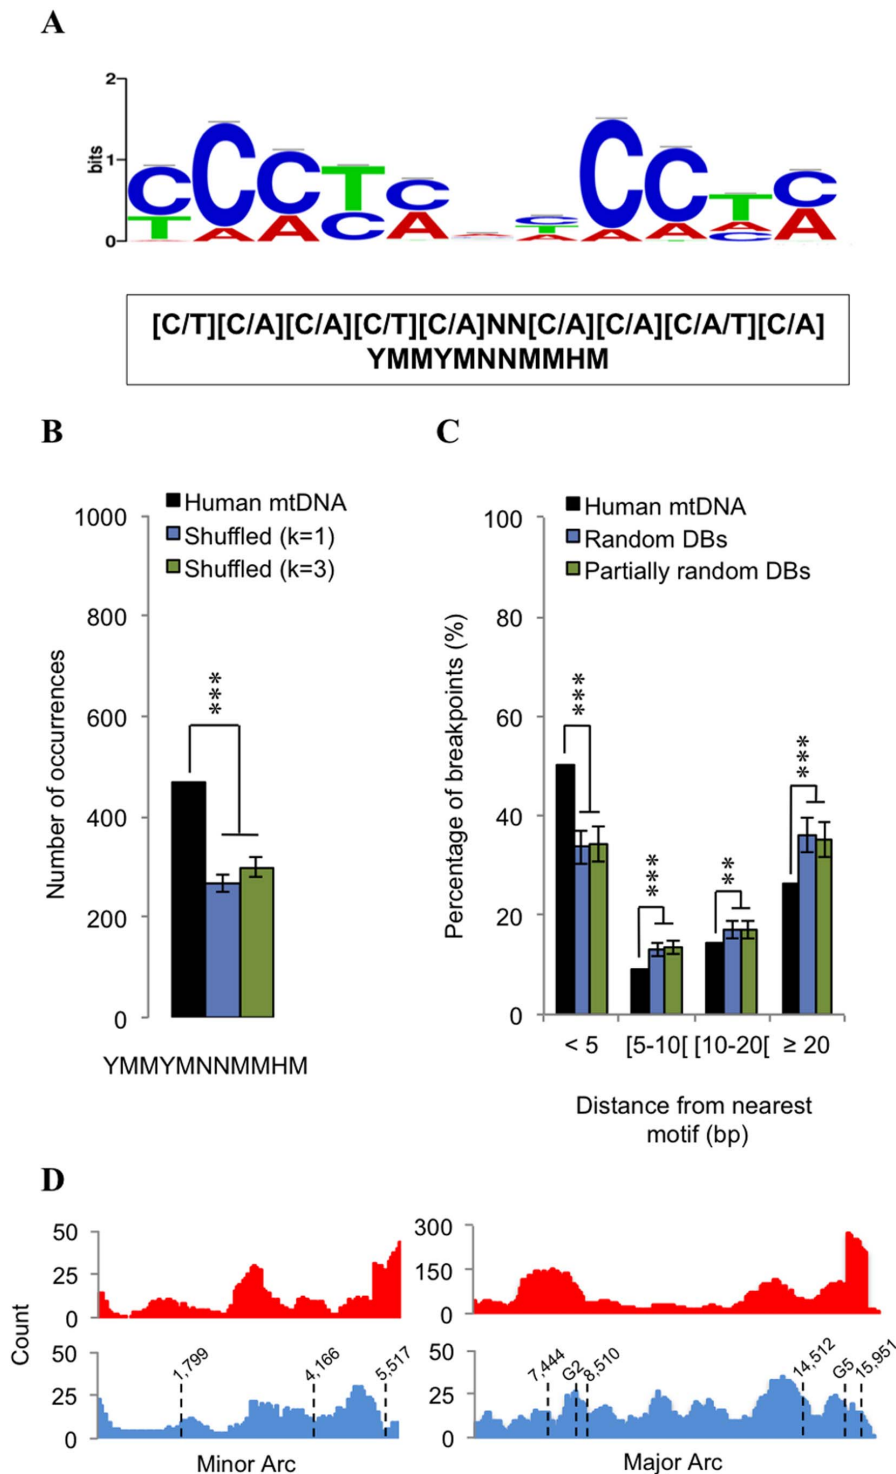 A
2
bits
1
0
C C C T C C C C T C
T A A C A T A A A A
C
[C/T][C/A][C/A][C/T][C/A]NN[C/A][C/A][C/A/T][C/A]
YMMYMNNMMHM
B
Human mtDNA
Shuffled (k=1)
Shuffled (k=3)
Number of occurrences
1000
800
600
400
200
0
***
YMMYMNNMMHM
C
Human mtDNA
Random DBs
Partially random DBs
Percentage of breakpoints (%)
100
80
60
40
20
0
***
***
**
***
< 5 [5-10[ [10-20[ ≥ 20
Distance from nearest
motif (bp)
D
Count
50
25
0
300
150
0
50
25
0
1,799 4,166 5,517
Minor Arc
50
25
0
7,444 G2 8,510 14,512 G5 15,951
Major Arc